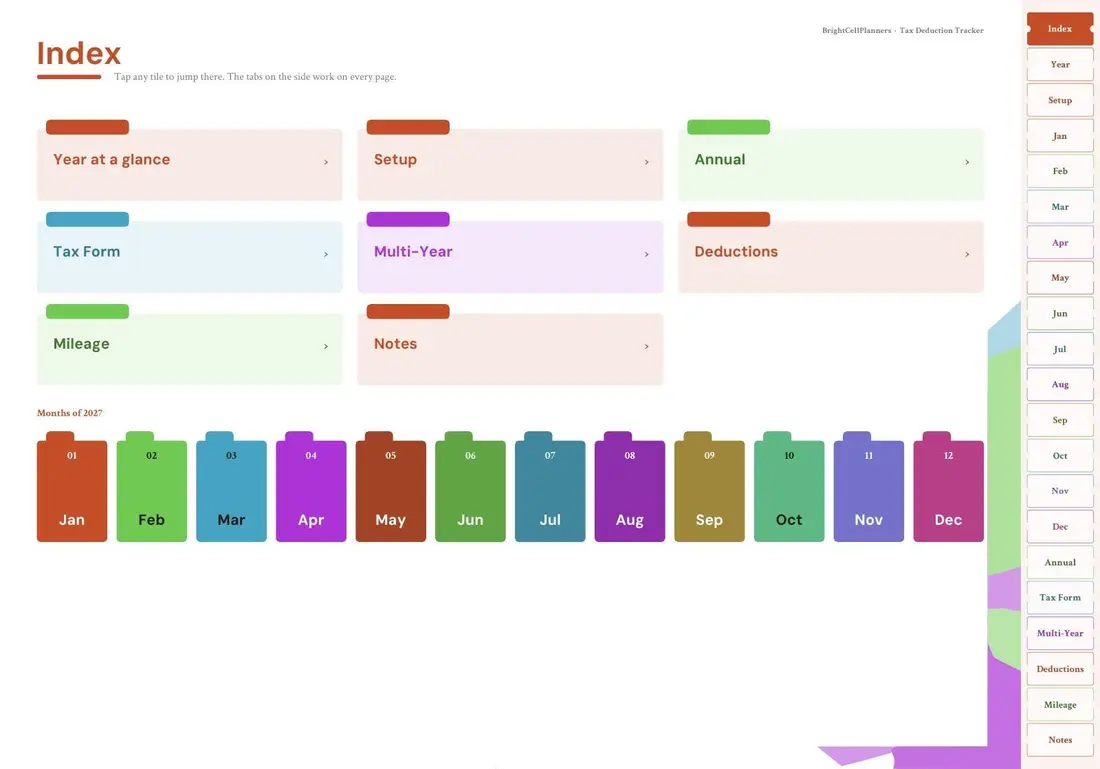 BrightCellPlanners · Tax Deduction Tracker
Index
Tap any tile to jump there. The tabs on the side work on every page.
Year at a glance ›
Setup ›
Annual ›
Tax Form ›
Multi-Year ›
Deductions ›
Mileage ›
Notes ›
Months of 2027
01 02 03 04 05 06 07 08 09 10 11 12
Jan Feb Mar Apr May Jun Jul Aug Sep Oct Nov Dec
Index
Year
Setup
Jan
Feb
Mar
Apr
May
Jun
Jul
Aug
Sep
Oct
Nov
Dec
Annual
Tax Form
Multi-Year
Deductions
Mileage
Notes